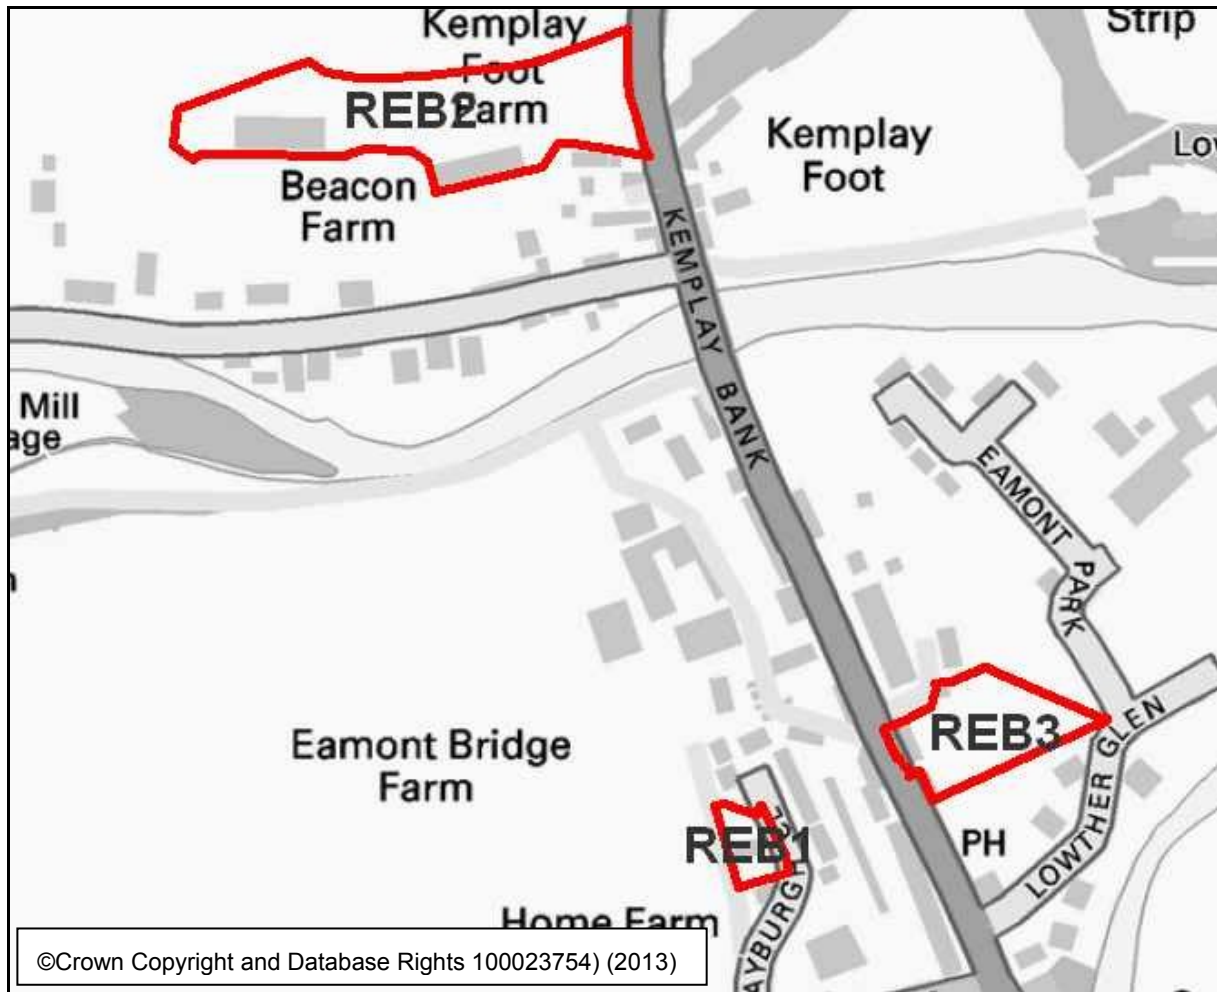 Kemplay
Foot
Farm
REB2
Strip
Kemplay
Foot
Beacon
Farm
KEMPLAY BANK
Mill
EAMONT PARK
REB3
LOWTHER GLEN
Eamont Bridge
Farm
REB1
PH
Home Farm
©Crown Copyright and Database Rights 100023754) (2013)